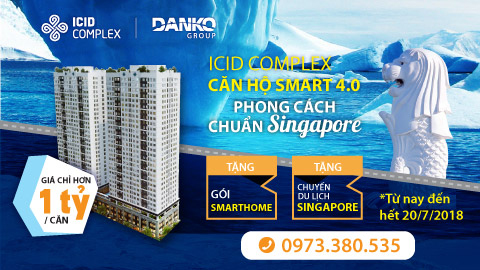 ICID
COMPLEX
DANKO
GROUP
ICID COMPLEX
CĂN HỘ SMART 4.0
PHONG CÁCH
CHUẨN Singapore
GIÁ CHỈ HƠN
1 tỷ
/ CĂN
TẶNG
GÓI
SMARTHOME
TẶNG
CHUYẾN
DU LỊCH
SINGAPORE
*Từ nay đến
hết 20/7/2018
0973.380.535